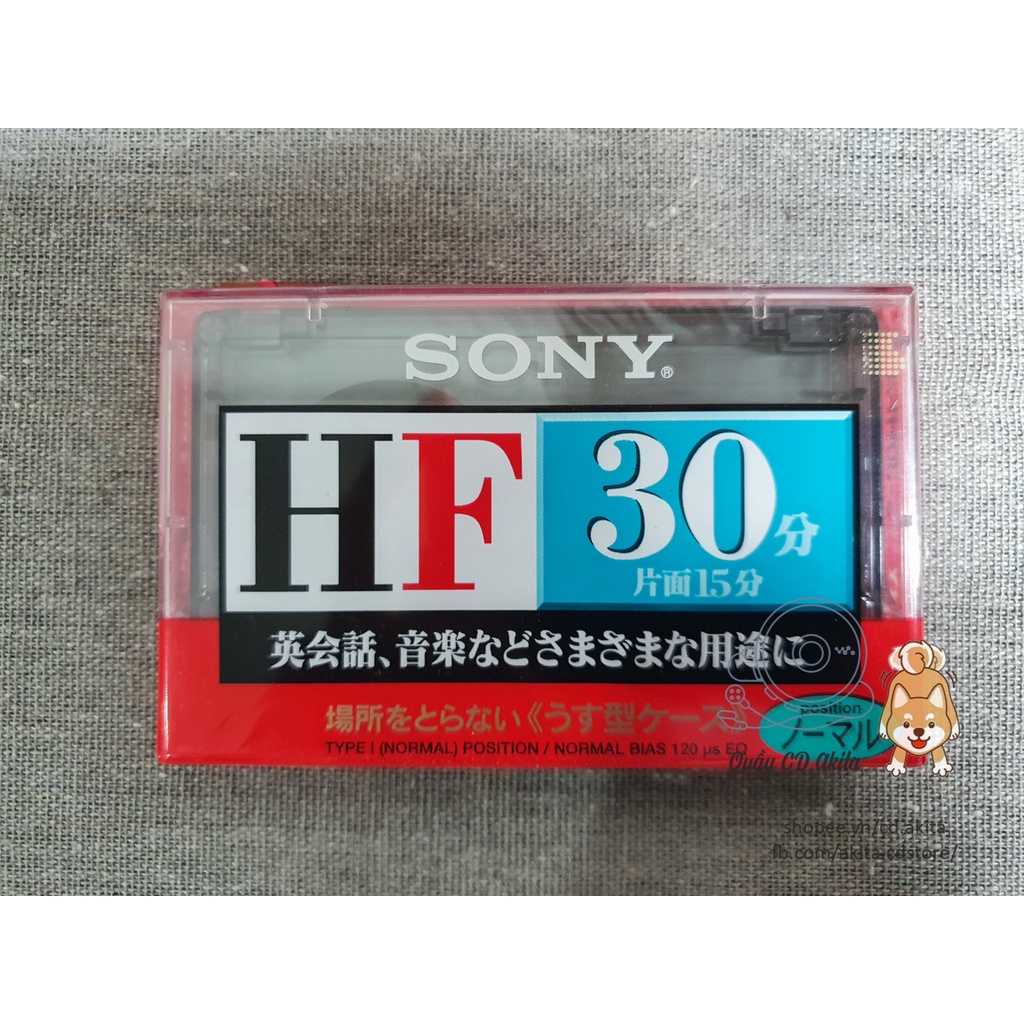 SONY®
HF 30分
片面15分
英会話、音楽などさまざまな用途に
場所をとらない《うす型ケース》
position
TYPE I (NORMAL) POSITION / NORMAL BIAS 120 µs EQ
ノーマル
Quầy CD Akita
shopee.vn/cd.akita
fb.com/akita.cdstore/